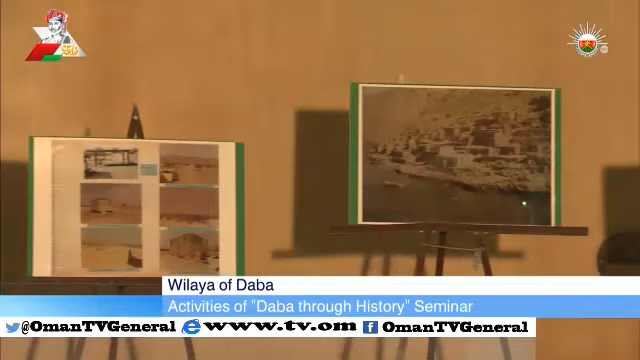 Wilaya of Daba
Activities of "Daba through History" Seminar
@OmanTVGeneral www.tv.om OmanTVGeneral